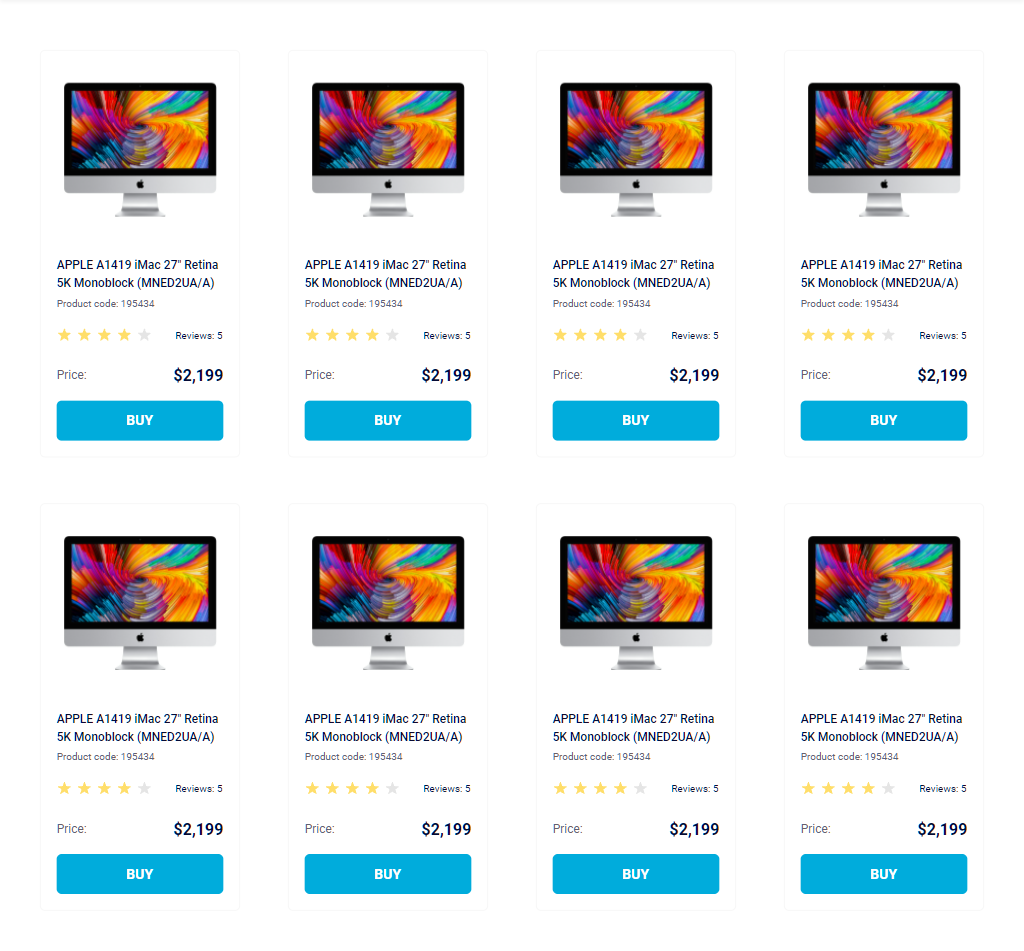 APPLE A1419 iMac 27" Retina
5K Monoblock (MNED2UA/A)
Product code: 195434
Reviews: 5
Price: $2,199
BUY
APPLE A1419 iMac 27" Retina
5K Monoblock (MNED2UA/A)
Product code: 195434
Reviews: 5
Price: $2,199
BUY
APPLE A1419 iMac 27" Retina
5K Monoblock (MNED2UA/A)
Product code: 195434
Reviews: 5
Price: $2,199
BUY
APPLE A1419 iMac 27" Retina
5K Monoblock (MNED2UA/A)
Product code: 195434
Reviews: 5
Price: $2,199
BUY
APPLE A1419 iMac 27" Retina
5K Monoblock (MNED2UA/A)
Product code: 195434
Reviews: 5
Price: $2,199
BUY
APPLE A1419 iMac 27" Retina
5K Monoblock (MNED2UA/A)
Product code: 195434
Reviews: 5
Price: $2,199
BUY
APPLE A1419 iMac 27" Retina
5K Monoblock (MNED2UA/A)
Product code: 195434
Reviews: 5
Price: $2,199
BUY
APPLE A1419 iMac 27" Retina
5K Monoblock (MNED2UA/A)
Product code: 195434
Reviews: 5
Price: $2,199
BUY